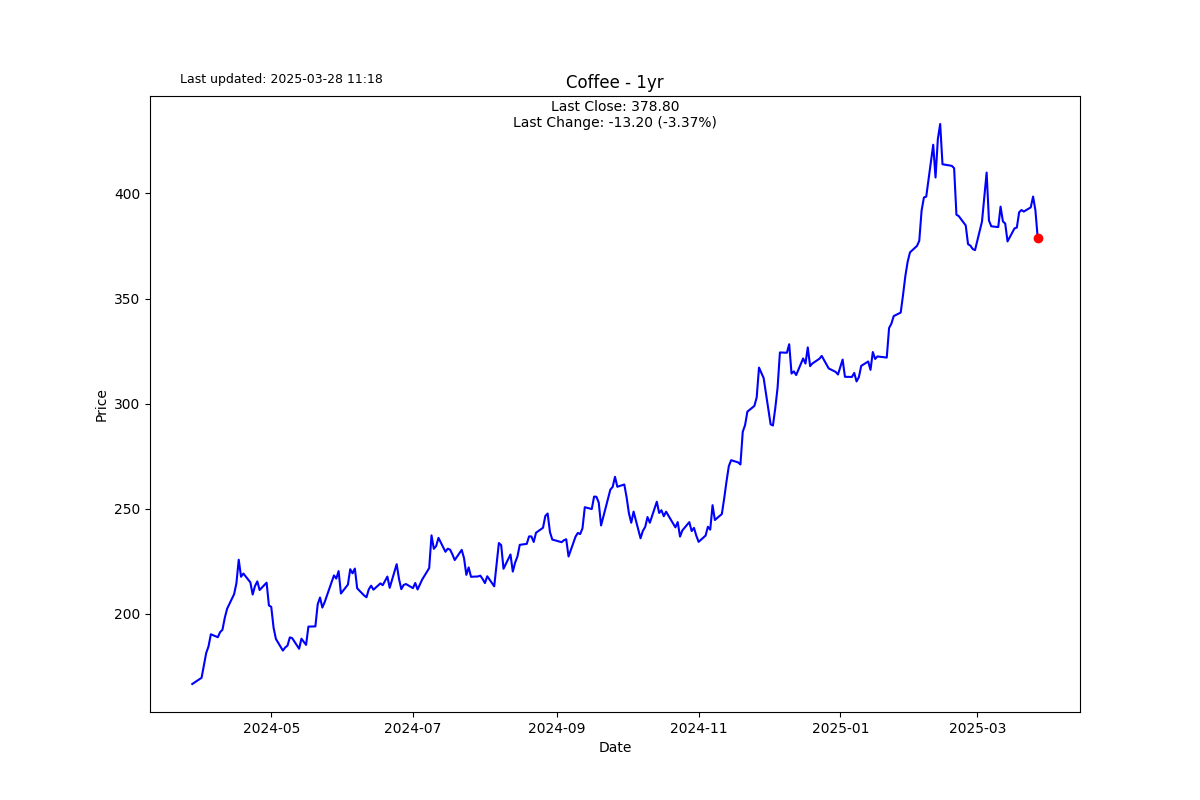 Last updated: 2025-03-28 11:18
Coffee - 1yr
Last Close: 378.80
Last Change: -13.20 (-3.37%)
400
350
300
250
200
Price
2024-05
2024-07
2024-09
2024-11
2025-01
2025-03
Date